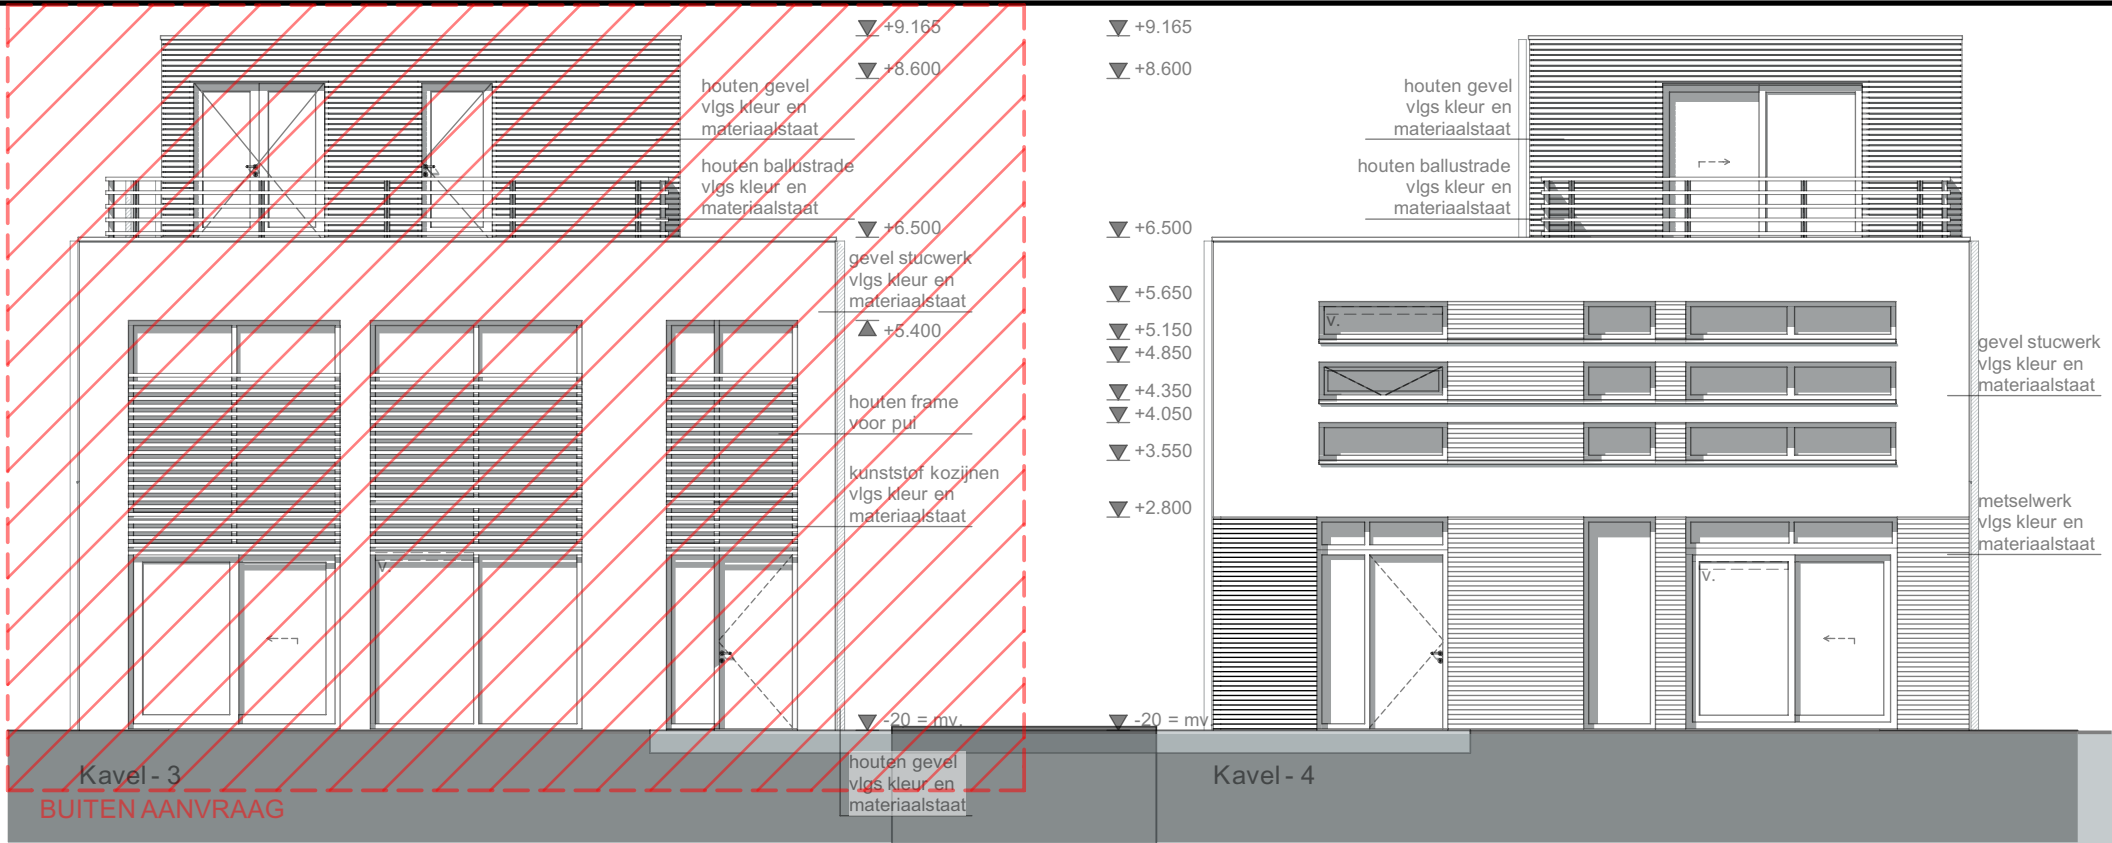 +9.165
+8.600
houten gevel
vlgs kleur en
materiaalstaat
houten ballustrade
vlgs kleur en
materiaalstaat
+6.500
gevel stucwerk
vlgs kleur en
materiaalstaat
+5.400
houten frame
voor pui
kunststof kozijnen
vlgs kleur en
materiaalstaat
v.
-20 = mv.
houten gevel
vlgs kleur en
materiaalstaat
Kavel - 3
BUITEN AANVRAAG
+9.165
+8.600
houten gevel
vlgs kleur en
materiaalstaat
houten ballustrade
vlgs kleur en
materiaalstaat
+6.500
+5.650
+5.150
+4.850
+4.350
+4.050
+3.550
+2.800
-20 = mv
v.
v.
gevel stucwerk
vlgs kleur en
materiaalstaat
metselwerk
vlgs kleur en
materiaalstaat
Kavel - 4